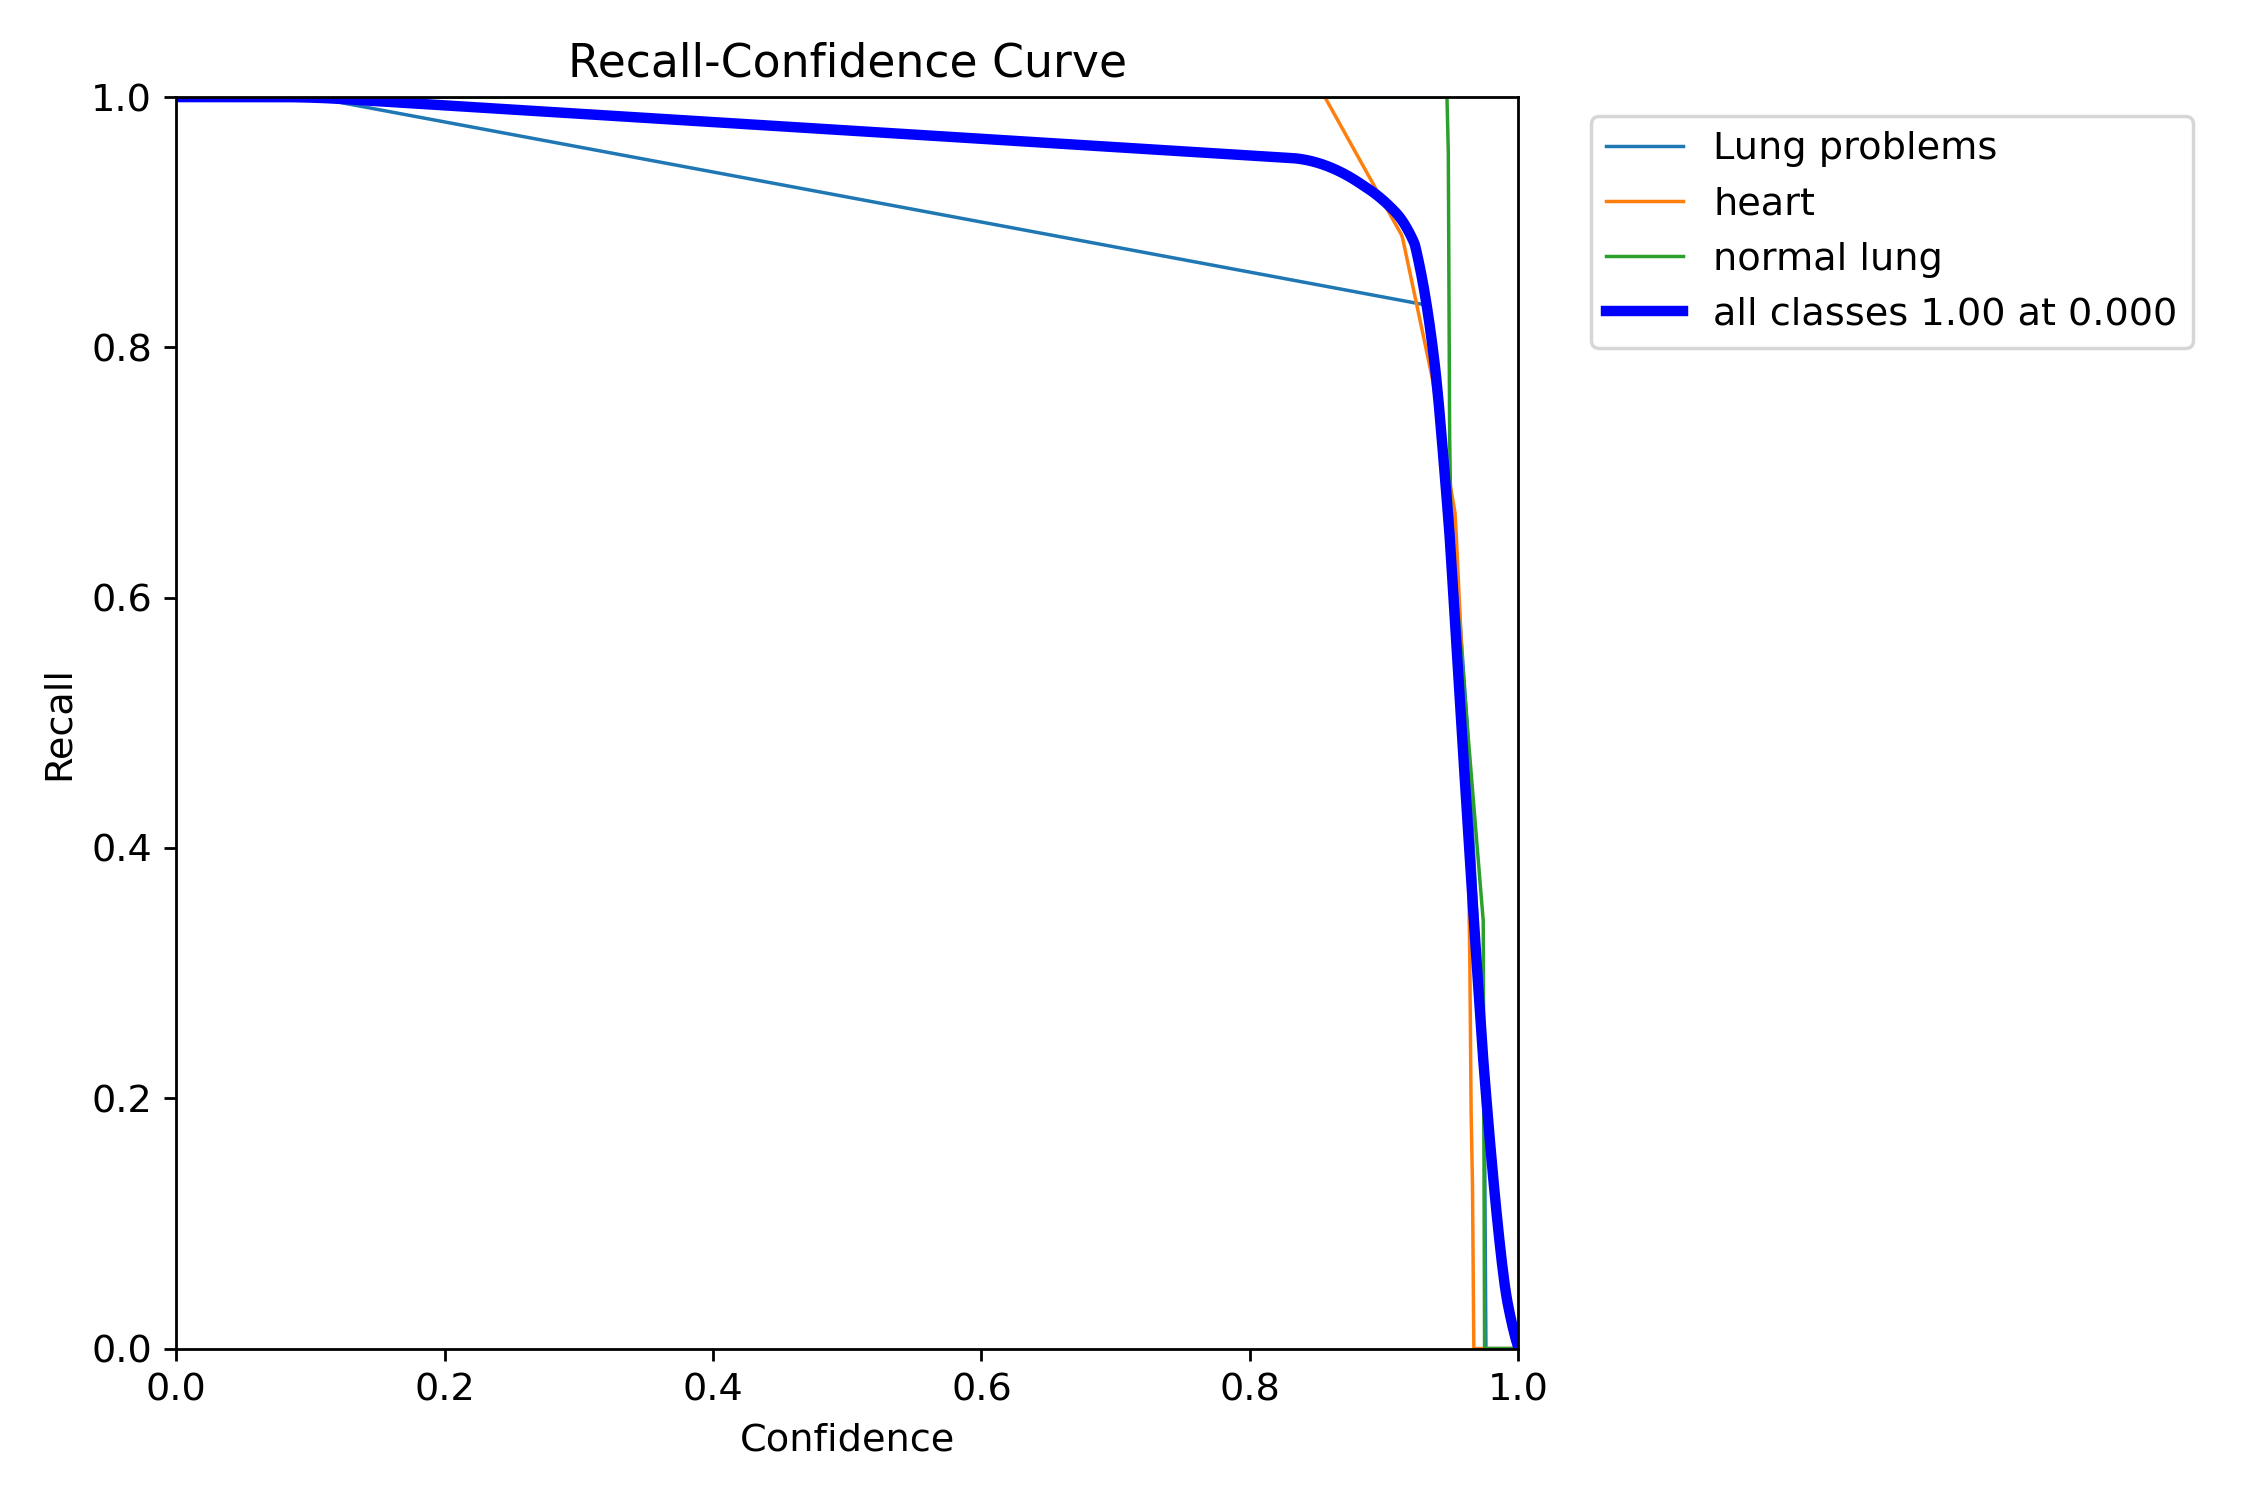 Recall-Confidence Curve
1.0
0.8
0.6
0.4
0.2
0.0
Recall
0.0 0.2 0.4 0.6 0.8 1.0
Confidence
Lung problems
heart
normal lung
all classes 1.00 at 0.000